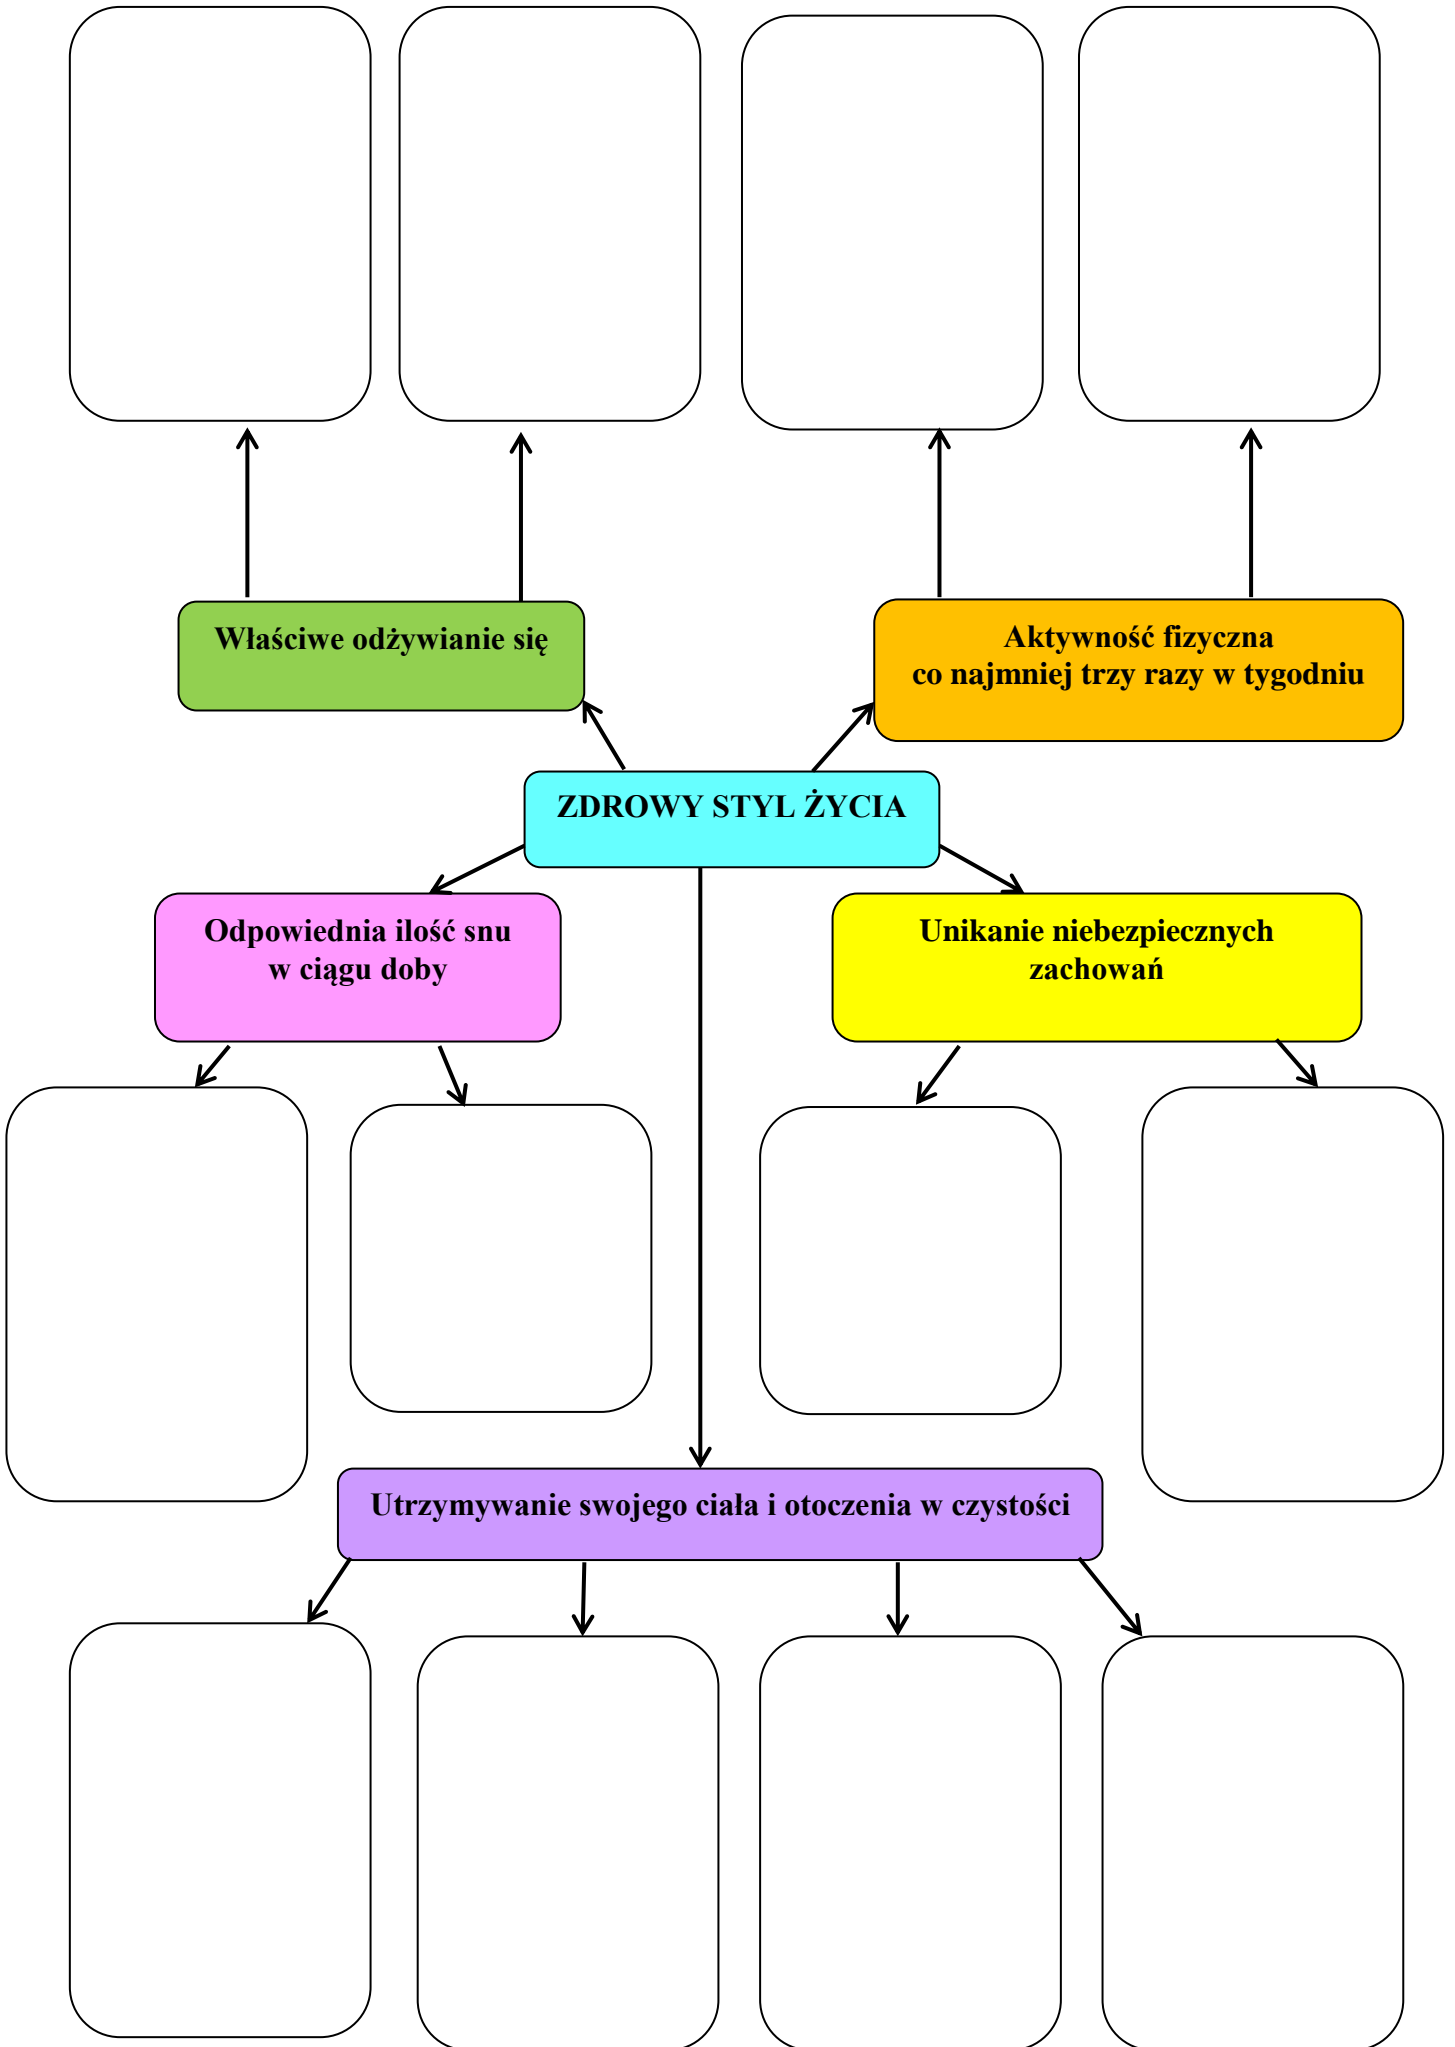 Właściwe odżywianie się
Aktywność fizyczna
co najmniej trzy razy w tygodniu
ZDROWY STYL ŻYCIA
Odpowiednia ilość snu
w ciągu doby
Unikanie niebezpiecznych
zachowań
Utrzymywanie swojego ciała i otoczenia w czystości